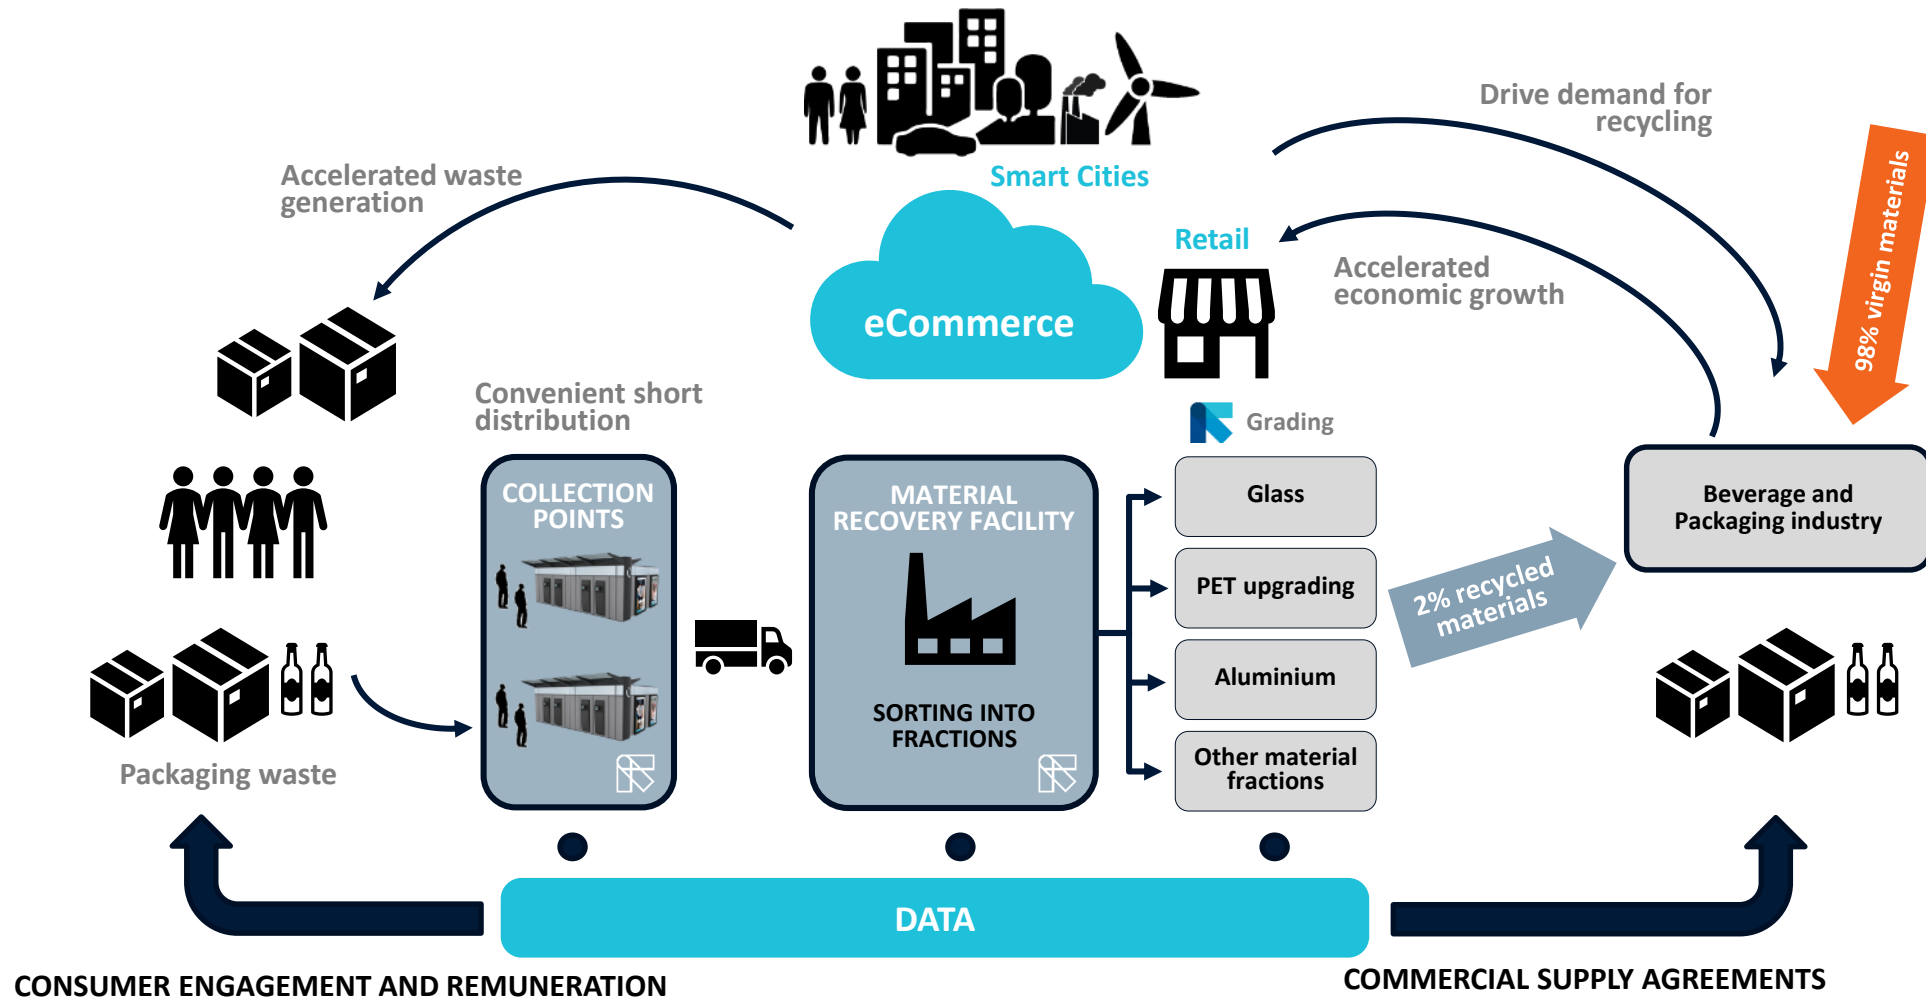 Smart Cities
Drive demand for
recycling
98% virgin materials
Accelerated waste
generation
Retail
eCommerce
Accelerated
economic growth
Convenient short
distribution
Grading
COLLECTION
POINTS
MATERIAL
RECOVERY FACILITY
SORTING INTO
FRACTIONS
Glass
PET upgrading
Aluminium
Other material
fractions
2% recycled
materials
Beverage and
Packaging industry
Packaging waste
DATA
CONSUMER ENGAGEMENT AND REMUNERATION
COMMERCIAL SUPPLY AGREEMENTS